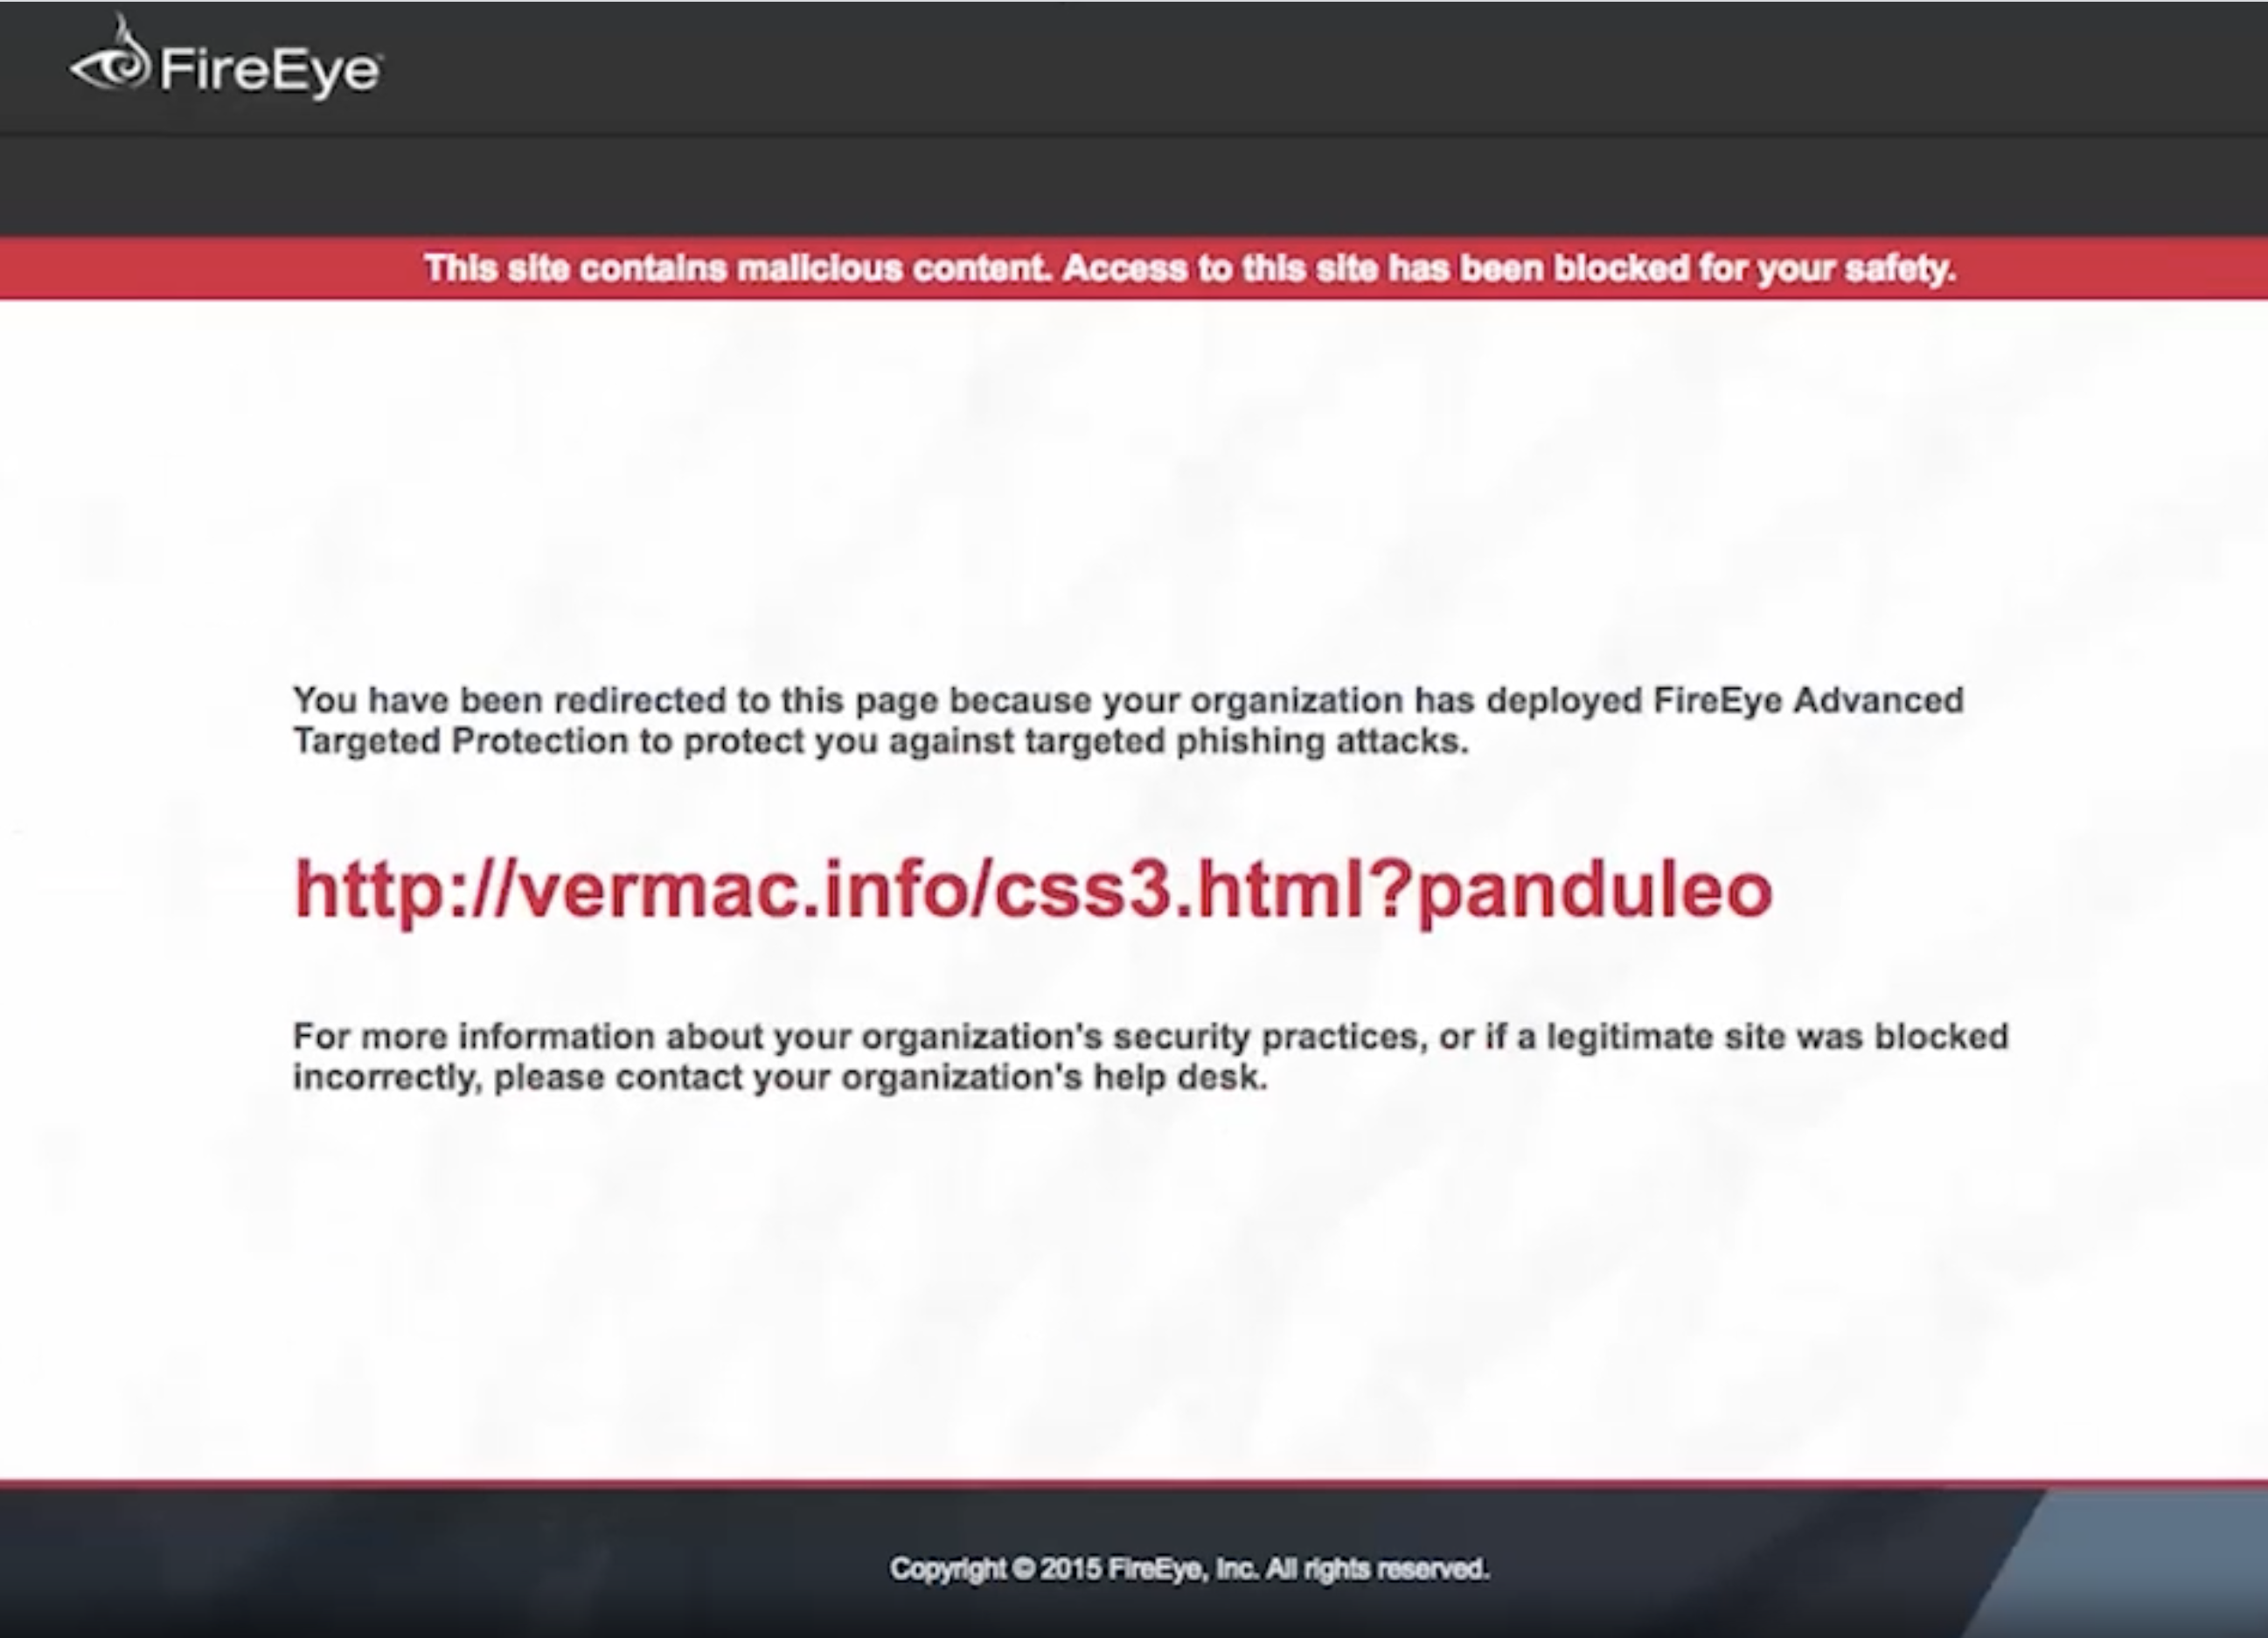 FireEye
This site contains malicious content. Access to this site has been blocked for your safety.
You have been redirected to this page because your organization has deployed FireEye Advanced
Targeted Protection to protect you against targeted phishing attacks.
http://vermac.info/css3.html?panduleo
For more information about your organization's security practices, or if a legitimate site was blocked
incorrectly, please contact your organization's help desk.
Copyright © 2015 FireEye, Inc. All rights reserved.